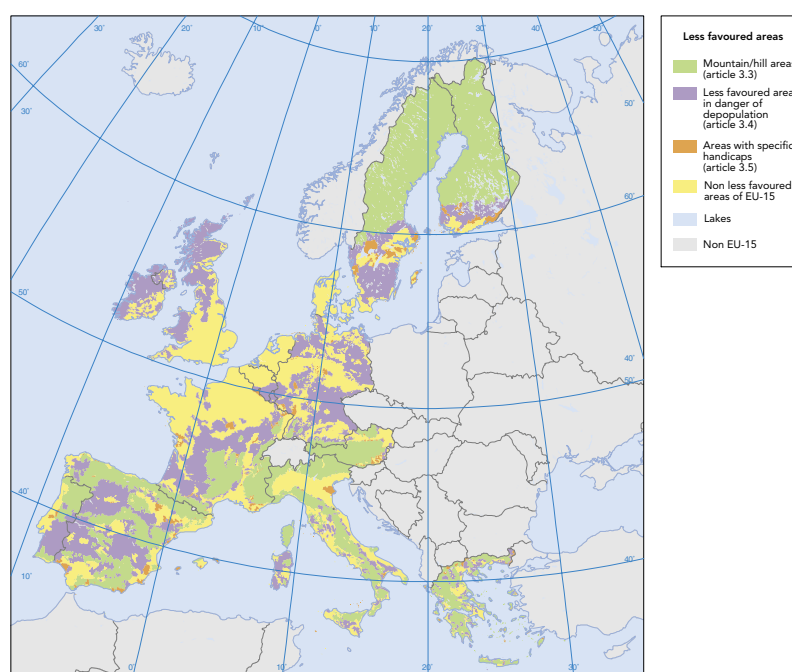 30˚
20˚
10˚
0˚
10˚
20˚
30˚
40˚
60˚
60˚
30˚
50˚
40˚
10˚
50˚
60˚
40˚
50˚
40˚
0˚
10˚
20˚
30˚
Less favoured areas
Mountain/hill areas
(article 3.3)
Less favoured area
in danger of
depopulation
(article 3.4)
Areas with specific
handicaps
(article 3.5)
Non less favoured
areas of EU-15
Lakes
Non EU-15